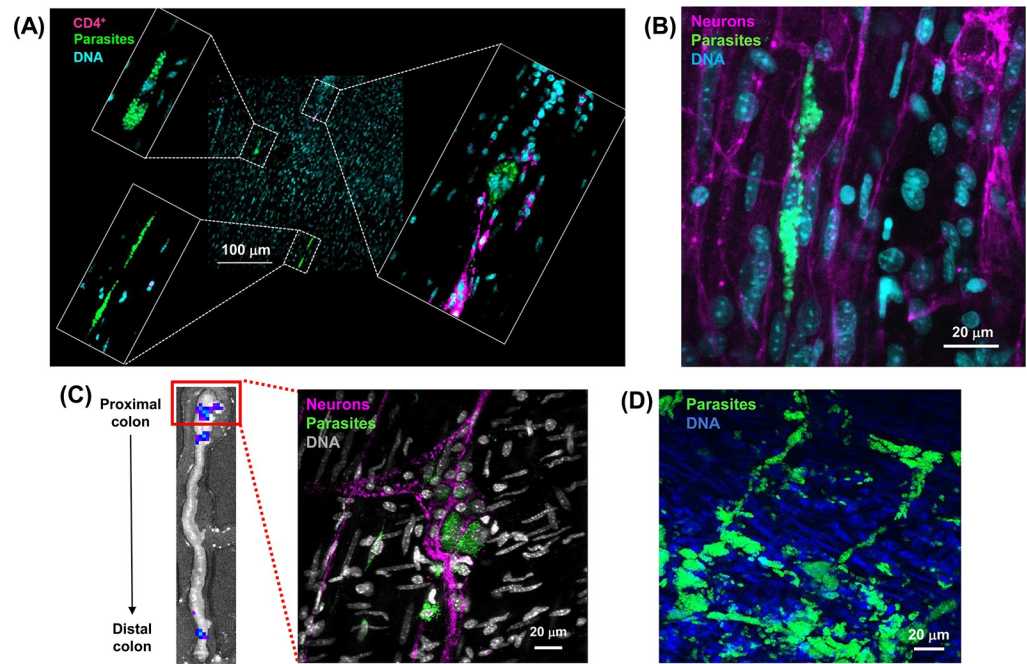 (A)
CD4⁺
Parasites
DNA
100 μm
(B)
Neurons
Parasites
DNA
20 μm
(C)
Proximal
colon
Distal
colon
Neurons
Parasites
DNA
20 μm
(D)
Parasites
DNA
20 μm